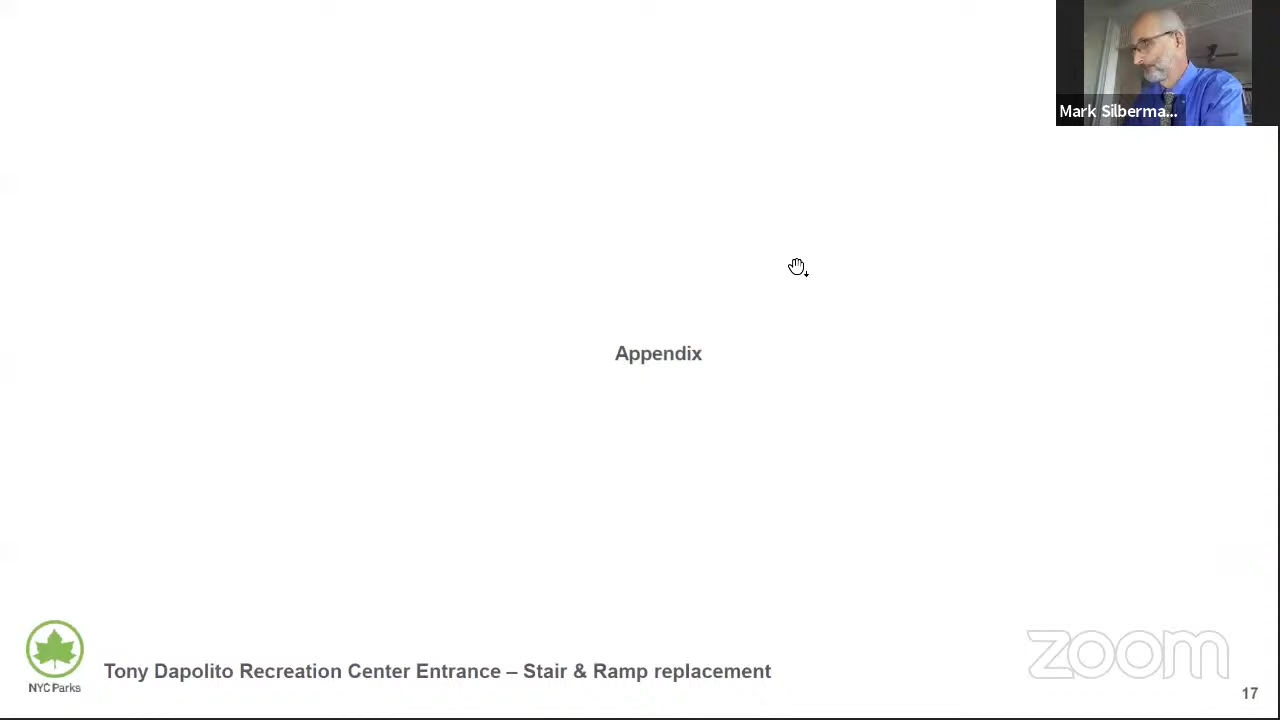 Mark Silberma...
Appendix
NYC Parks
Tony Dapolito Recreation Center Entrance – Stair & Ramp replacement
zoom
17